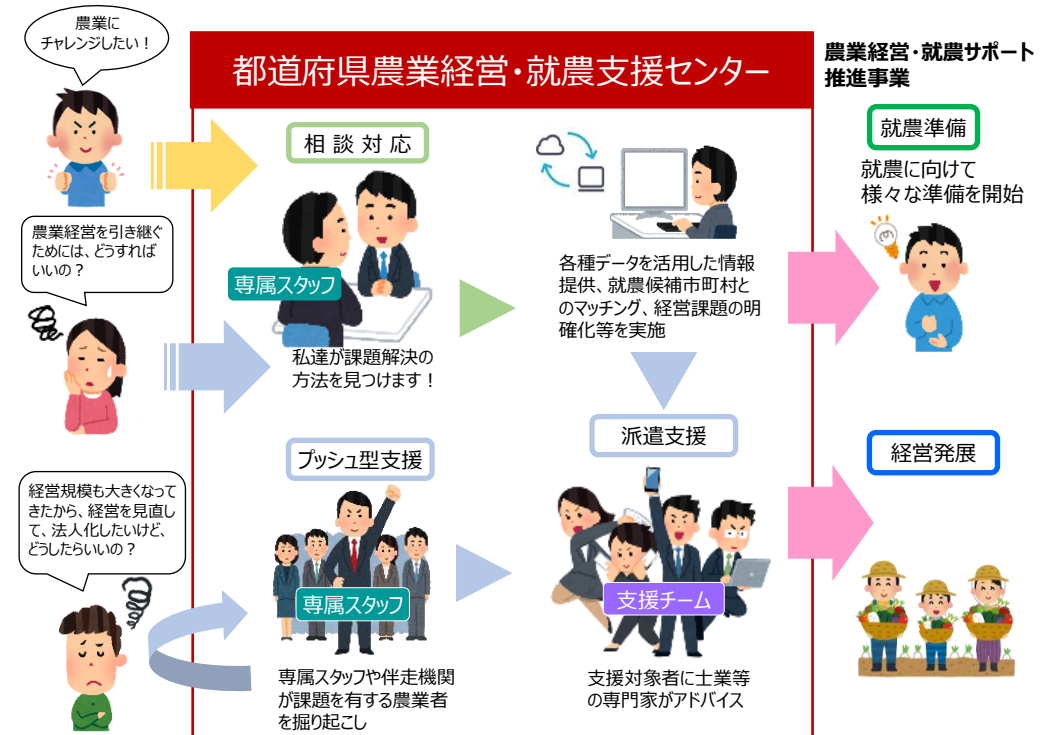 農業に
チャレンジしたい！
都道府県農業経営・就農支援センター
農業経営・就農サポート
推進事業
相談対応
就農準備
就農に向けて
様々な準備を開始
農業経営を引き継ぐ
ためには、どうすれば
いいの？
専属スタッフ
各種データを活用した情報
提供、就農候補市町村と
のマッチング、経営課題の明
確化等を実施
私達が課題解決の
方法を見つけます！
プッシュ型支援
派遣支援
経営発展
経営規模も大きくなって
きたから、経営を見直し
て、法人化したいけど、
どうしたらいいの？
専属スタッフ
支援チーム
専属スタッフや伴走機関
が課題を有する農業者
を掘り起こし
支援対象者に士業等
の専門家がアドバイス